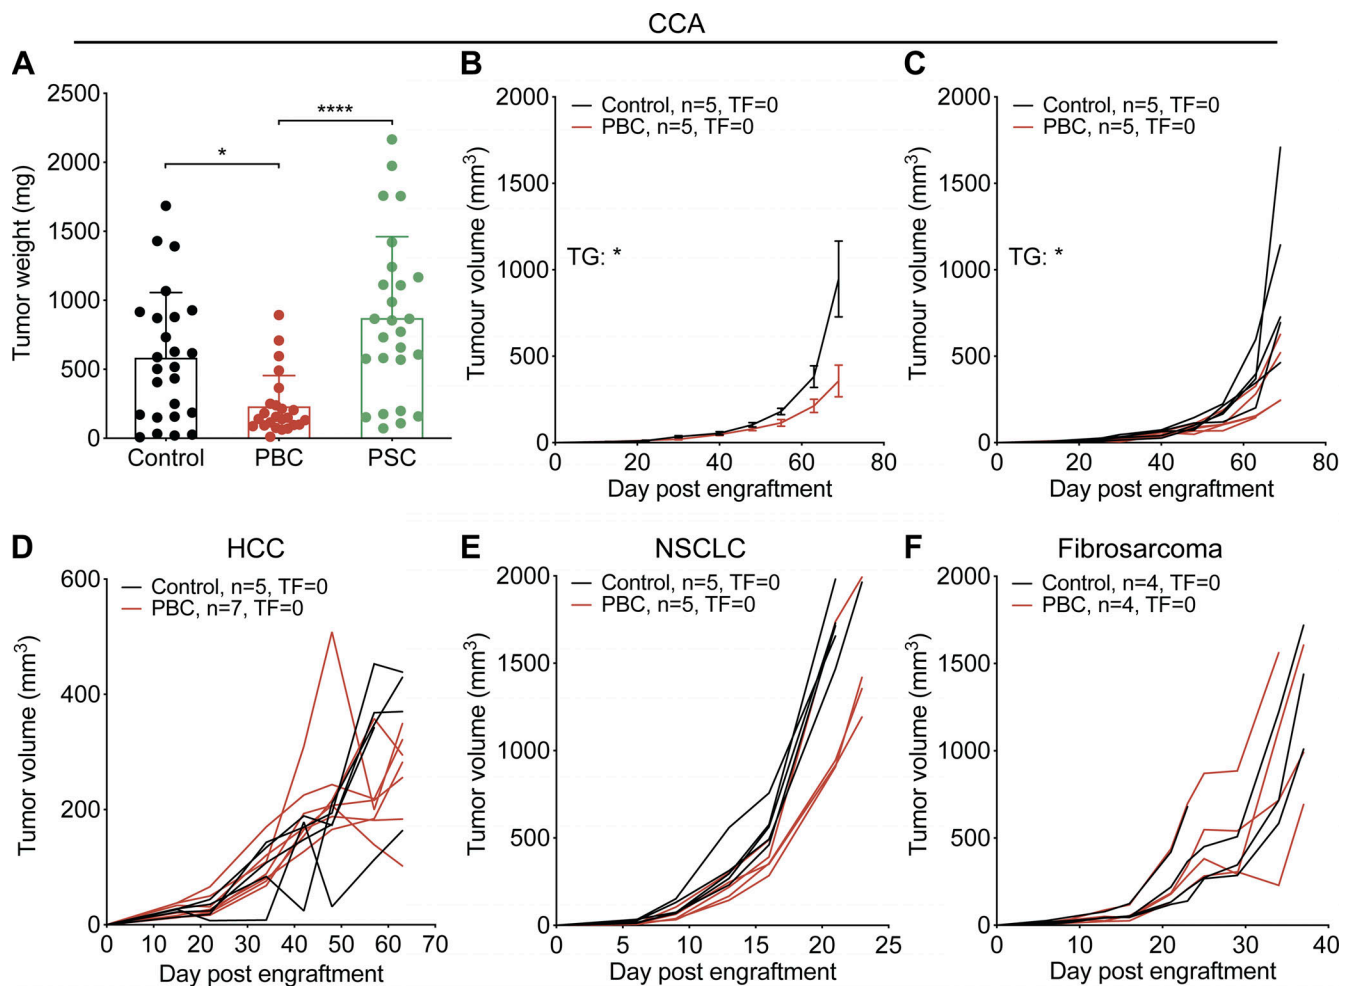 CCA
A
2500
2000
1500
1000
500
0
Tumor weight (mg)
*
****
Control
PBC
PSC
B
2000
1500
1000
500
0
Tumour volume (mm3)
Control, n=5, TF=0
PBC, n=5, TF=0
TG: *
0
20
40
60
80
Day post engraftment
C
2000
1500
1000
500
0
Tumour volume (mm3)
Control, n=5, TF=0
PBC, n=5, TF=0
TG: *
0
20
40
60
80
Day post engraftment
D
HCC
600
400
200
0
Tumor volume (mm3)
Control, n=5, TF=0
PBC, n=7, TF=0
0
10
20
30
40
50
60
70
Day post engraftment
E
NSCLC
2000
1500
1000
500
0
Tumor volume (mm3)
Control, n=5, TF=0
PBC, n=5, TF=0
0
5
10
15
20
25
Day post engraftment
F
Fibrosarcoma
2000
1500
1000
500
0
Tumor volume (mm3)
Control, n=4, TF=0
PBC, n=4, TF=0
0
10
20
30
40
Day post engraftment